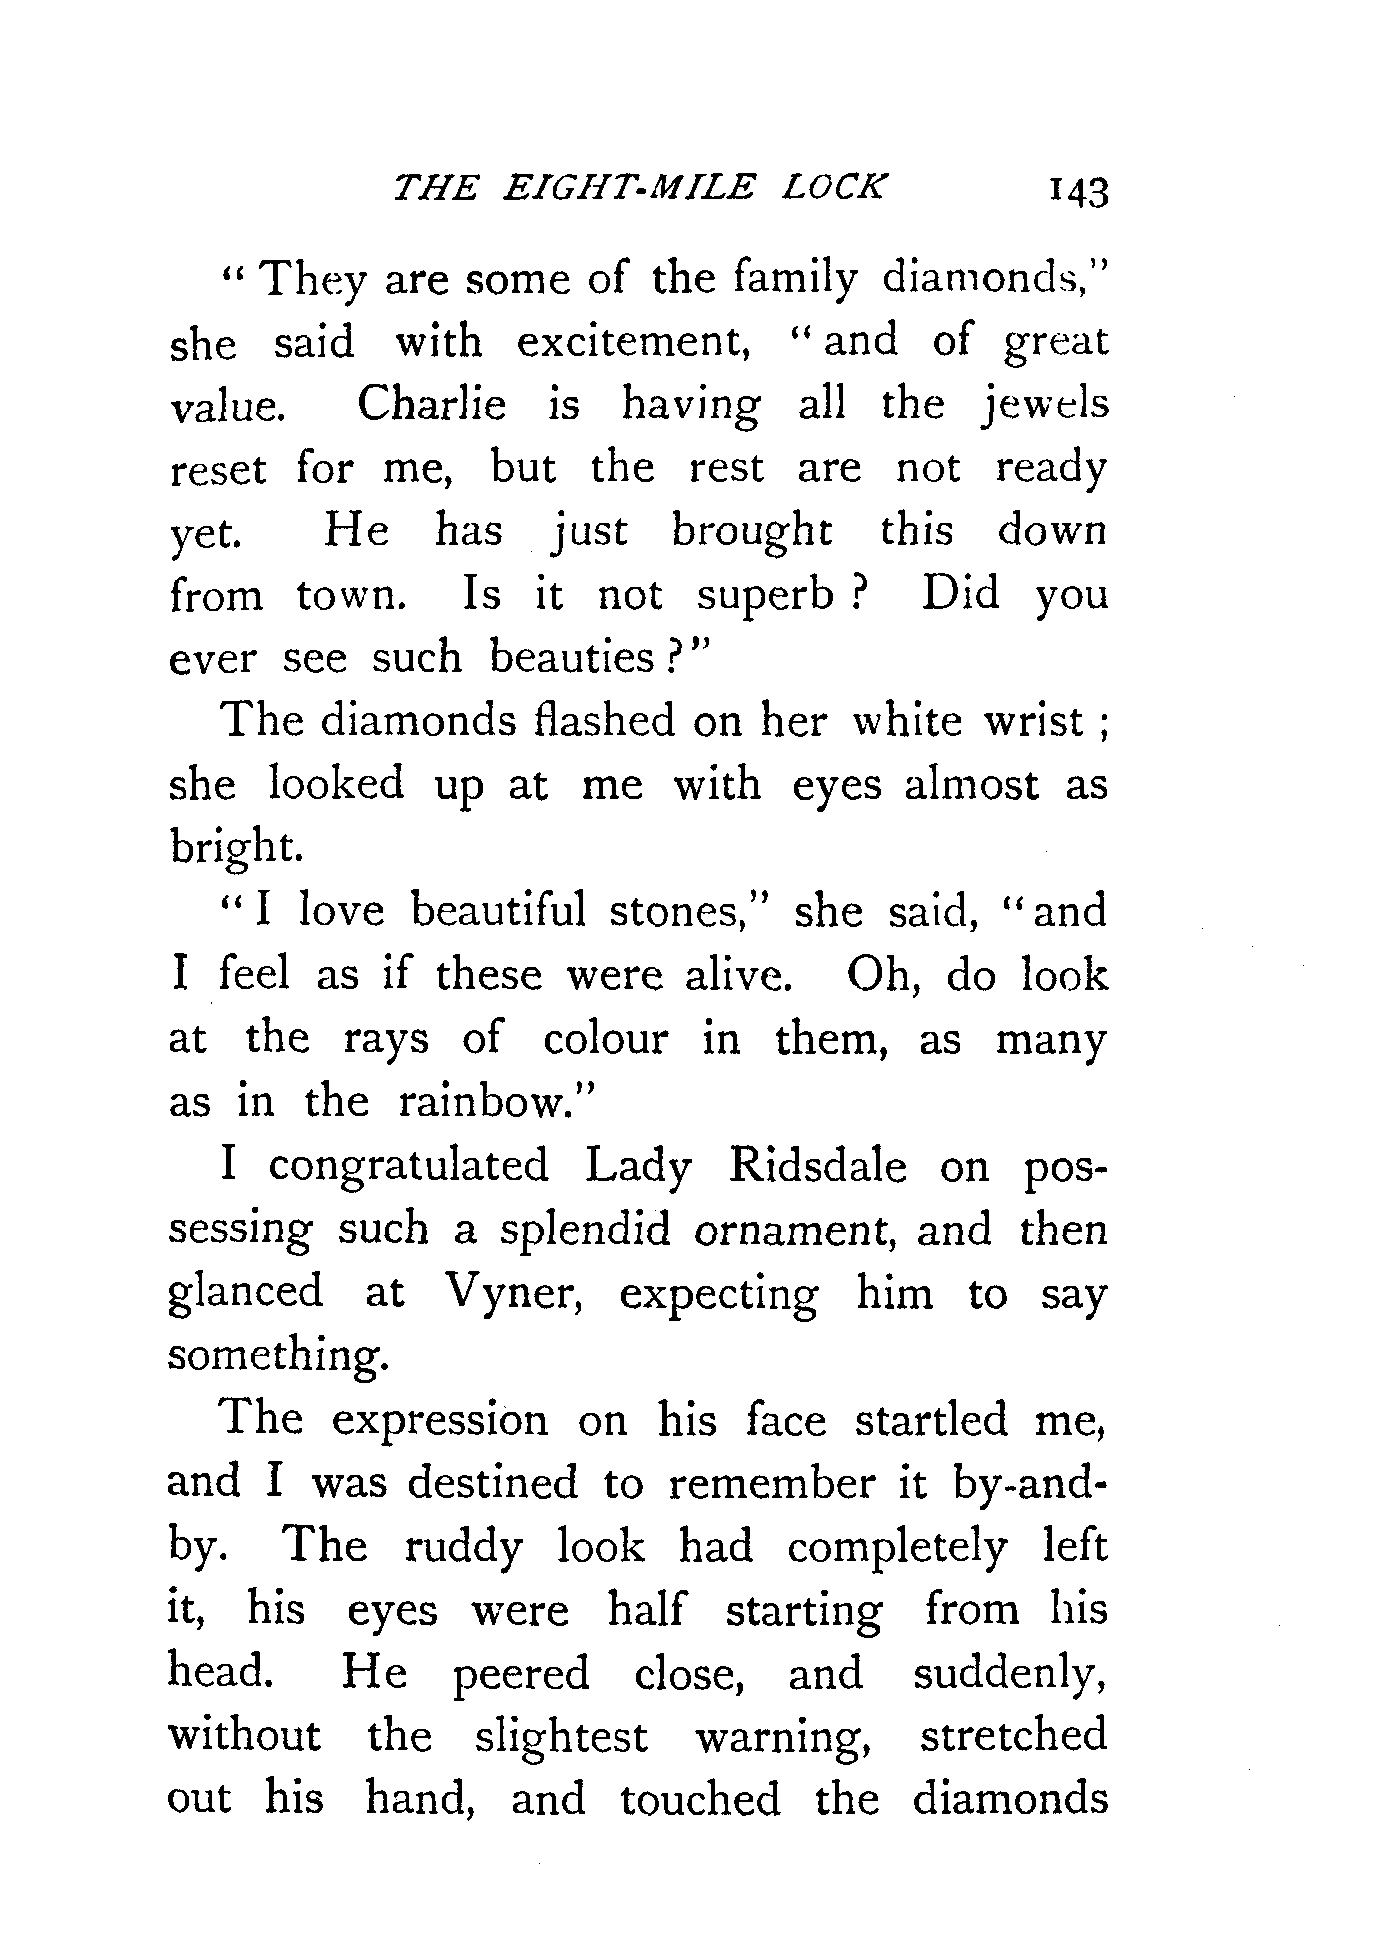 THE EIGHT-MILE LOCK 143
" They are some of the family diamonds,"
she said with excitement, " and of great
value. Charlie is having all the jewels
reset for me, but the rest are not ready
yet. He has just brought this down
from town. Is it not superb ? Did you
ever see such beauties ?"
The diamonds flashed on her white wrist ;
she looked up at me with eyes almost as
bright.
" I love beautiful stones," she said, " and
I feel as if these were alive. Oh, do look
at the rays of colour in them, as many
as in the rainbow."
I congratulated Lady Ridsdale on pos-
sessing such a splendid ornament, and then
glanced at Vyner, expecting him to say
something.
The expression on his face startled me,
and I was destined to remember it by-and-
by. The ruddy look had completely left
it, his eyes were half starting from his
head. He peered close, and suddenly,
without the slightest warning, stretched
out his hand, and touched the diamonds